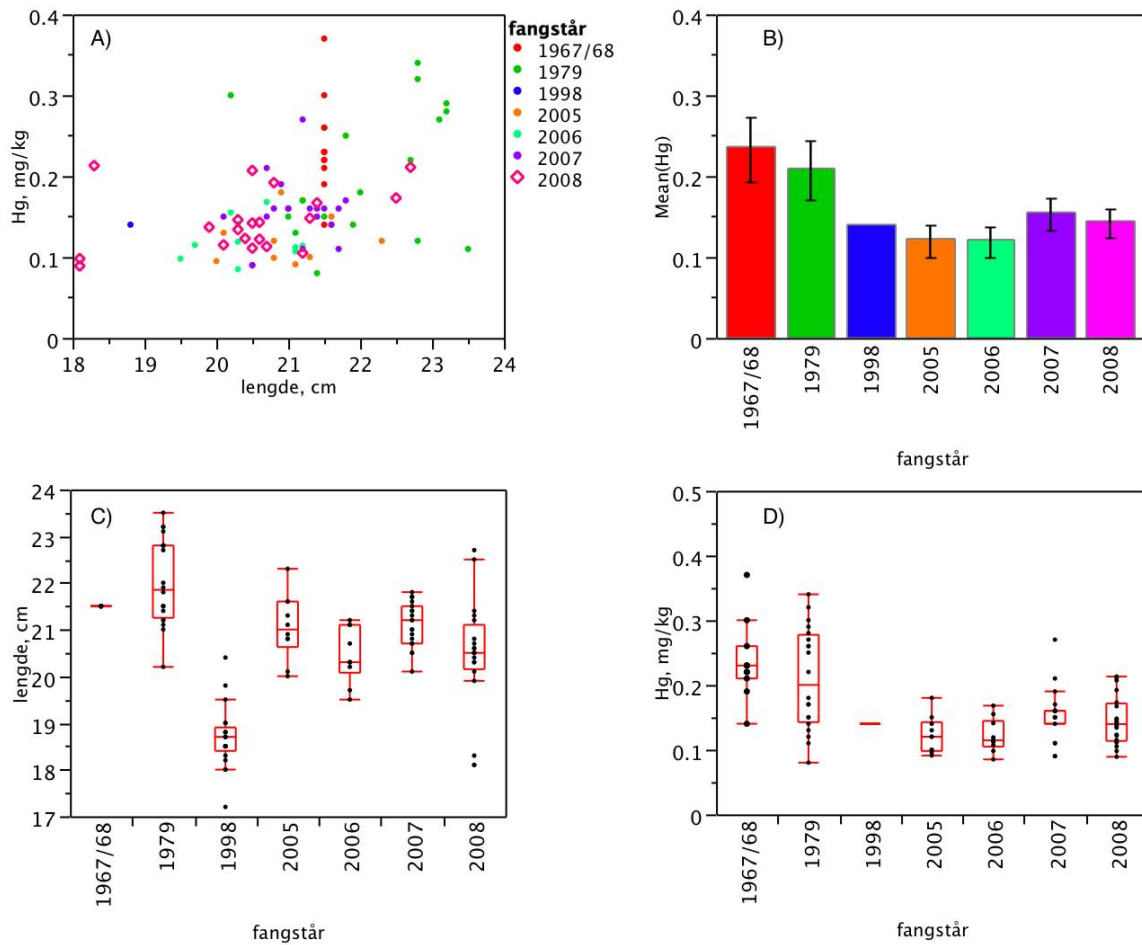 A)
Hg, mg/kg
0.4
0.3
0.2
0.1
0
18 19 20 21 22 23 24
lengde, cm
fangstår
1967/68
1979
1998
2005
2006
2007
2008
B)
Mean(Hg)
0.4
0.3
0.2
0.1
0
1967/68 1979 1998 2005 2006 2007 2008
fangstår
C)
lengde, cm
24
23
22
21
20
19
18
17
1967/68 1979 1998 2005 2006 2007 2008
fangstår
D)
Hg, mg/kg
0.5
0.4
0.3
0.2
0.1
0
1967/68 1979 1998 2005 2006 2007 2008
fangstår